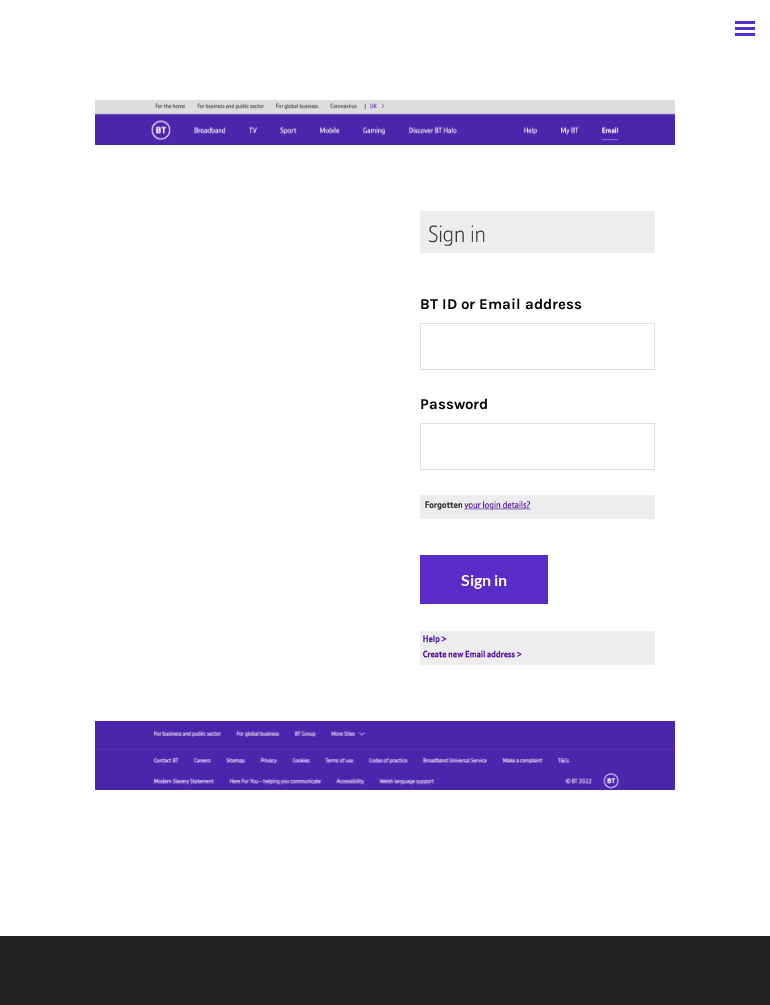 For the home For business and public sector For global business Coronavirus | UK >
BT Broadband TV Sport Mobile Gaming Discover BT Halo Help My BT Email
Sign in
BT ID or Email address
Password
Forgotten your login details?
Sign in
Help >
Create new Email address >
For business and public sector For global business BT Group More Sites
Contact BT Careers Sitemap Privacy Cookies Terms of use Codes of practice Broadband Universal Service Make a complaint T&Cs
Modern Slavery Statement Here For You – helping you communicate Accessibility Welsh language support © BT 2022 BT